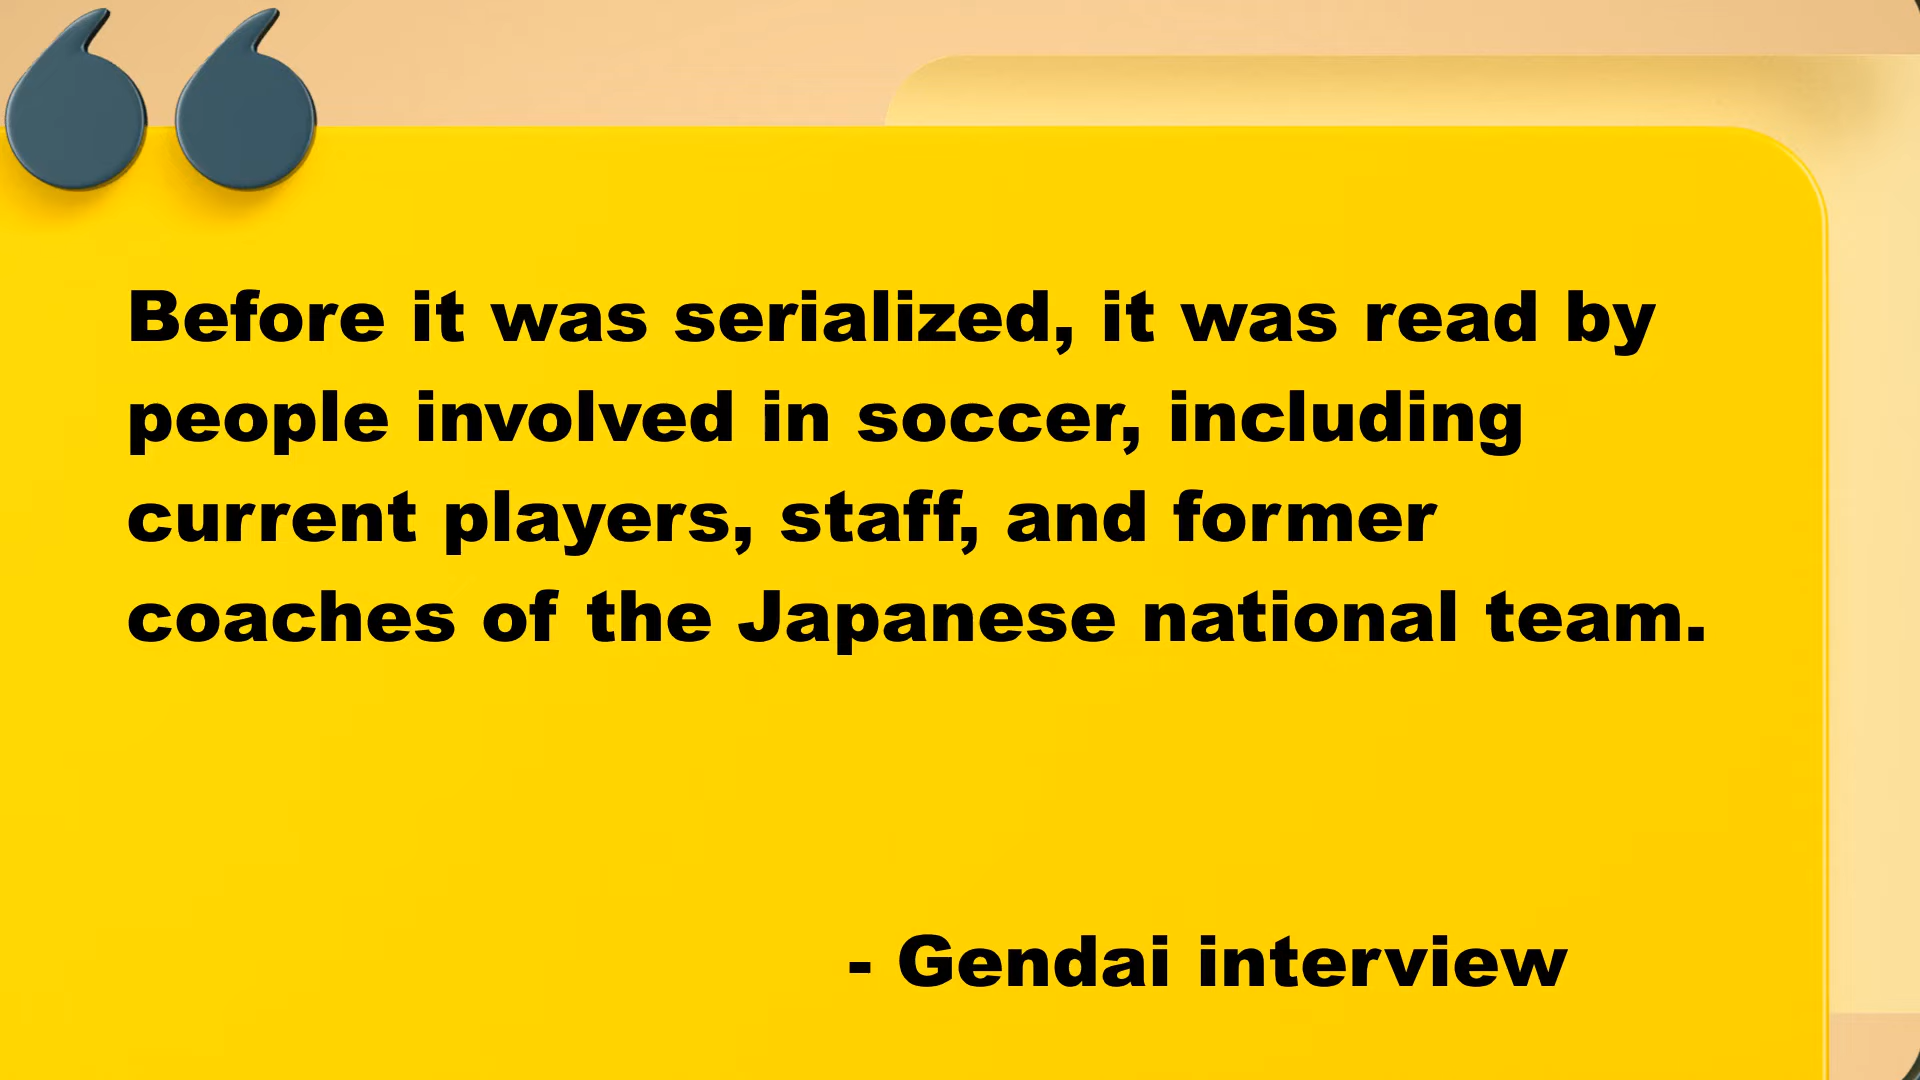 Before it was serialized, it was read by
people involved in soccer, including
current players, staff, and former
coaches of the Japanese national team.
- Gendai interview